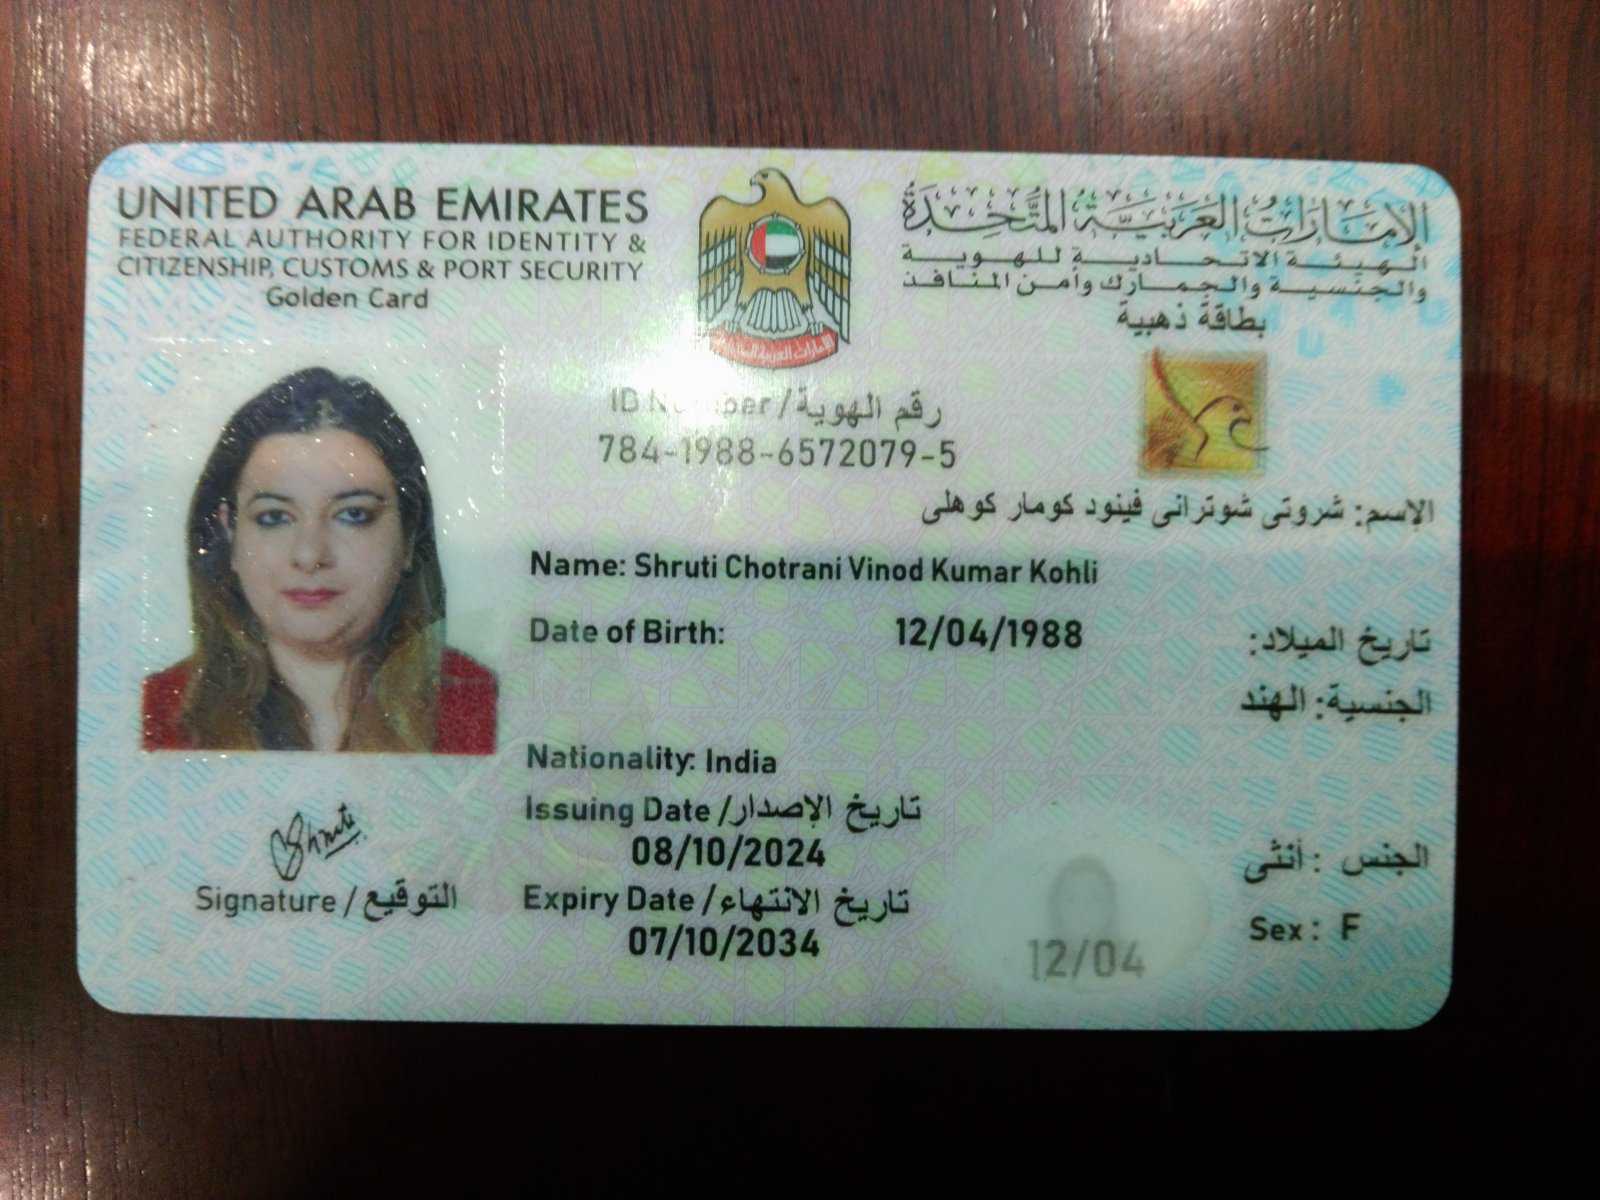 UNITED ARAB EMIRATES
FEDERAL AUTHORITY FOR IDENTITY &
CITIZENSHIP, CUSTOMS & PORT SECURITY
Golden Card
الإمارات العربية المتحدة
الهيئة الاتحادية للهوية
والجنسية والجمارك وأمن المنافذ
بطاقة ذهبية
ID Number / رقم الهوية
784-1988-6572079-5
الإسم: شروتى شوترانى فينود كومار كوهلى
Name: Shruti Chotrani Vinod Kumar Kohli
Date of Birth: 12/04/1988 تاريخ الميلاد:
الجنسية: الهند
Nationality: India
Issuing Date / تاريخ الإصدار
08/10/2024
Expiry Date / تاريخ الانتهاء
07/10/2034
الجنس : أنثى
Sex : F
12/04
Shruti
Signature / التوقيع